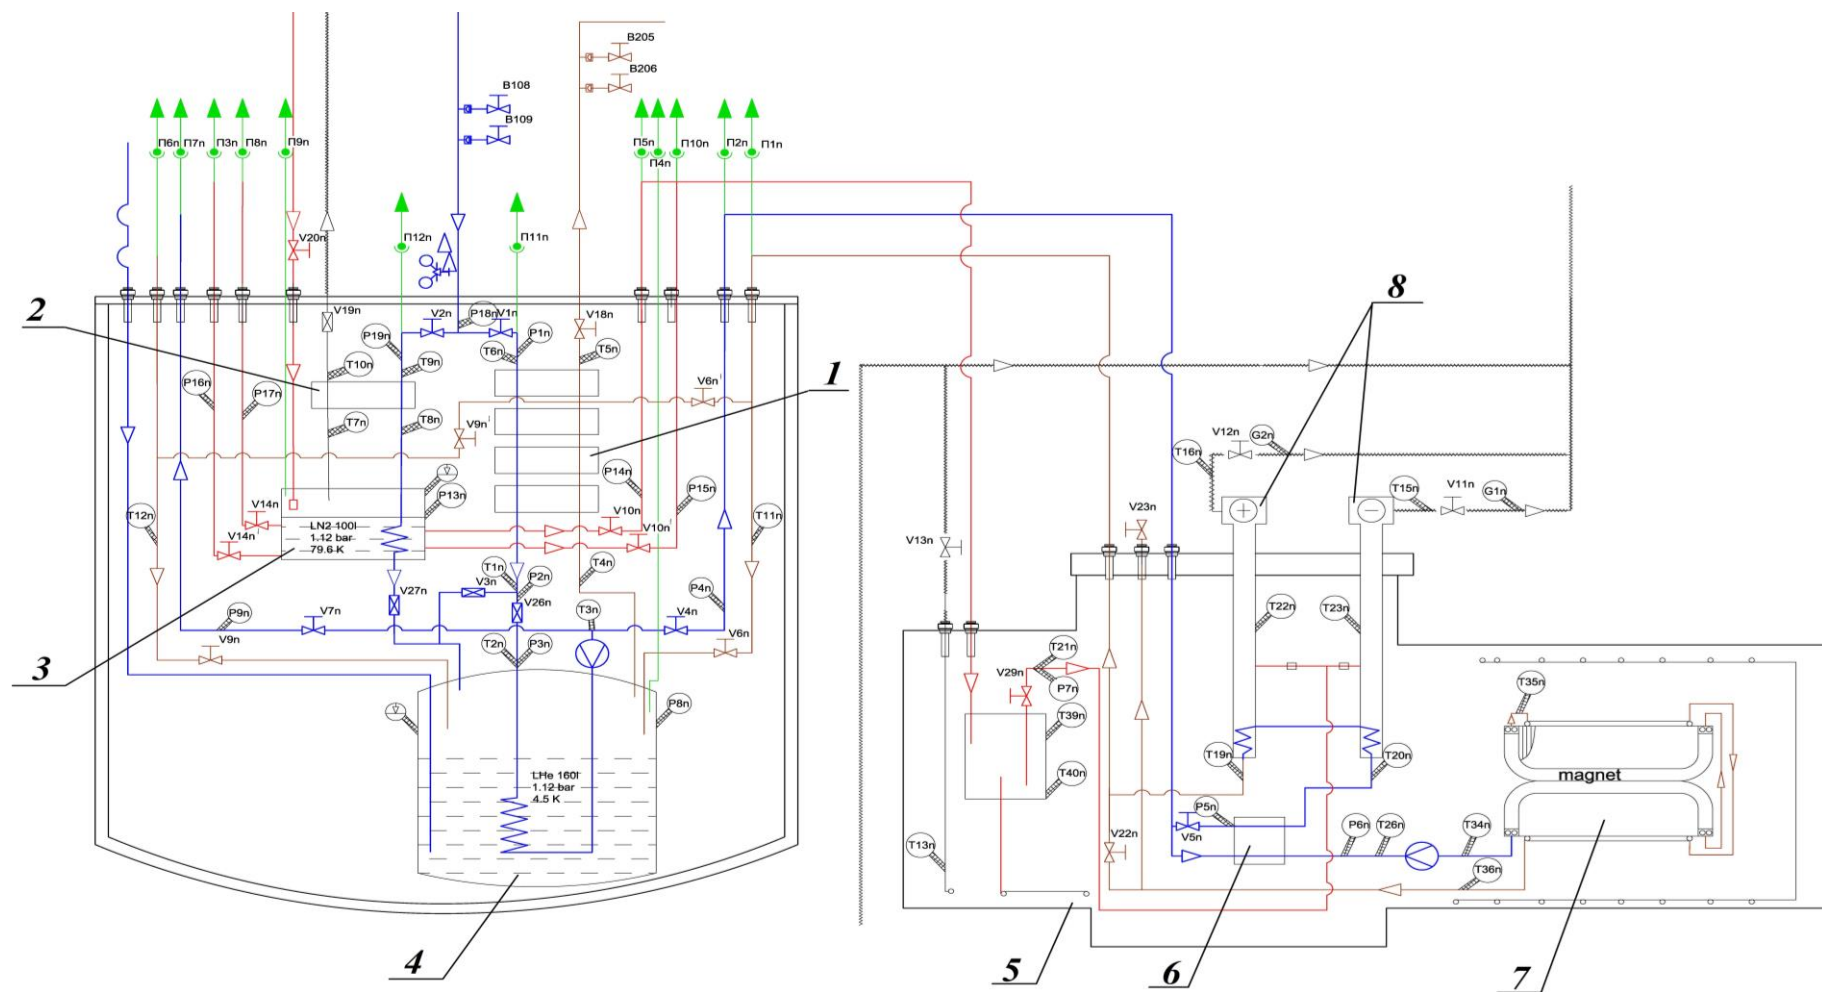 B205
B206
B108
B109
П6n
П7n
П3n
П8n
П9n
П5n
П4n
П10n
П2n
П1n
V20n
П12n
П11n
8
2
V19n
V2n
P18n
V1n
V18n
P19n
P1n
T6n
T5n
T10n
T9n
1
V6n'
P16n
P17n
T7n
T8n
V9n'
V12n
G2n
T16n
P14n
P15n
P13n
T15n
V11n
G1n
T12n
V14n
LN2 100l
1.12 bar
79.6 K
V10n
T11n
V23n
V14n'
V10n'
V13n
T1n
P2n
T4n
V3n
V27n
V26n
T3n
P4n
P9n
V7n
V4n
T22n
T23n
V9n
T2n
P3n
V6n
T21n
V29n
P7n
3
T35n
P8n
T39n
T19n
T20n
LHe 160l
1.12 bar
4.5 K
T40n
magnet
P5n
V5n
P6n
T26n
T34n
T13n
V22n
T36n
4
5
6
7